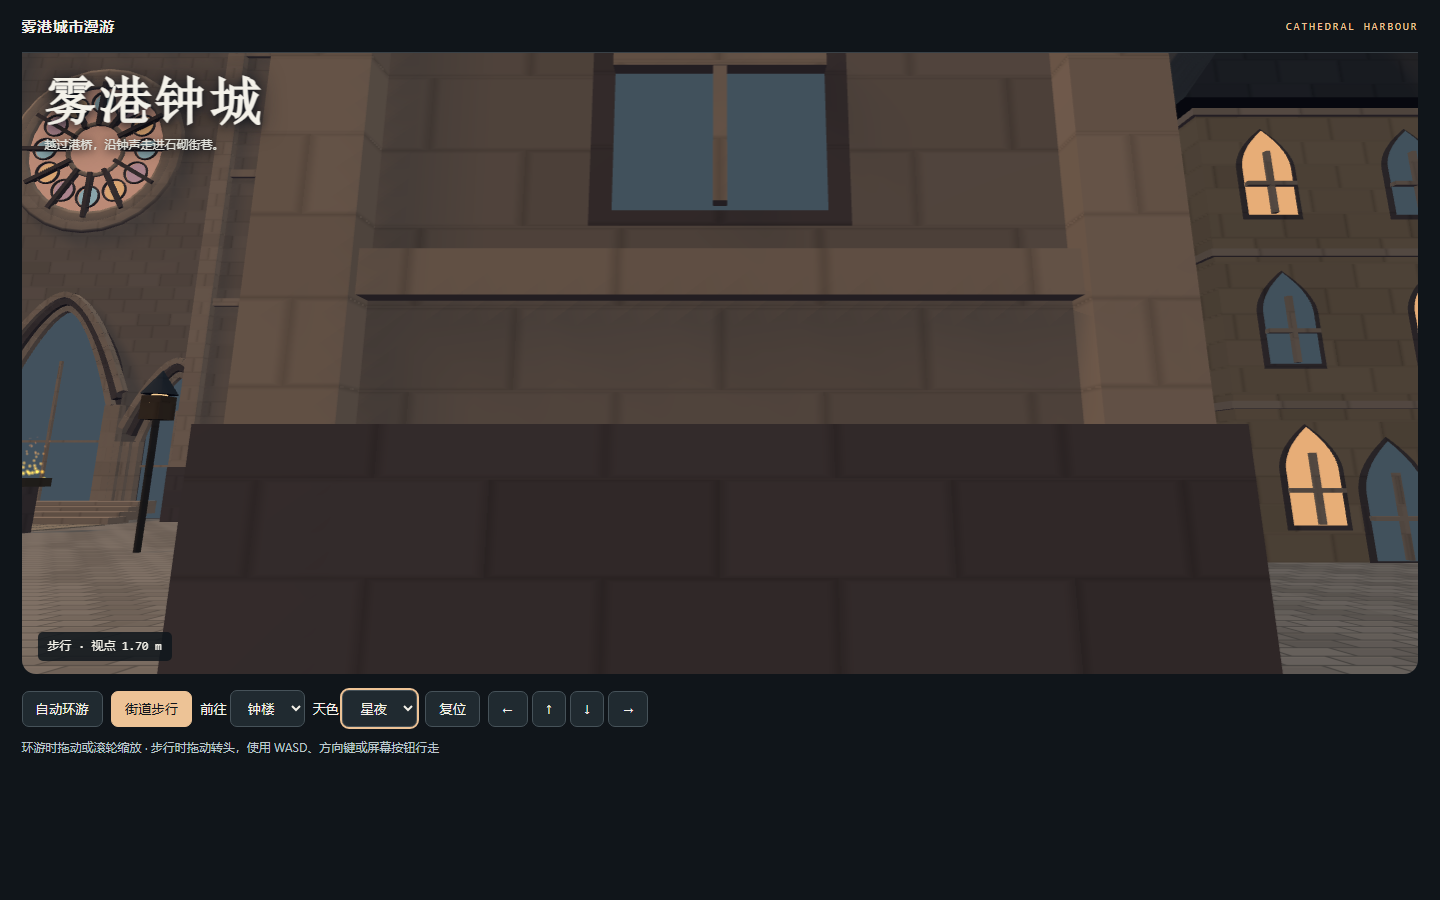 雾港城市漫游
CATHEDRAL HARBOUR
雾港钟城
越过港桥，沿钟声走进石砌街巷。
步行 · 视点 1.70 m
自动环游 街道步行 前往 钟楼 天色 星夜 复位 ← ↑ ↓ →
环游时拖动或滚轮缩放 · 步行时拖动转头，使用 WASD、方向键或屏幕按钮行走